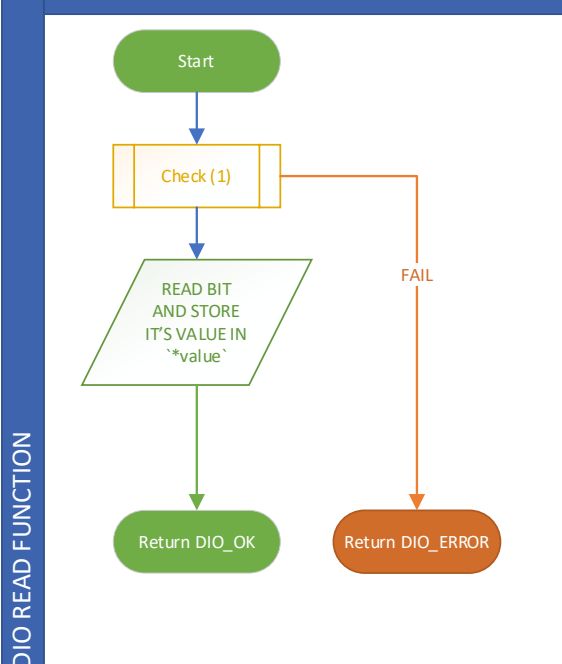 Start
Check (1)
FAIL
READ BIT
AND STORE
IT'S VALUE IN
`*value`
Return DIO_OK
Return DIO_ERROR
DIO READ FUNCTION